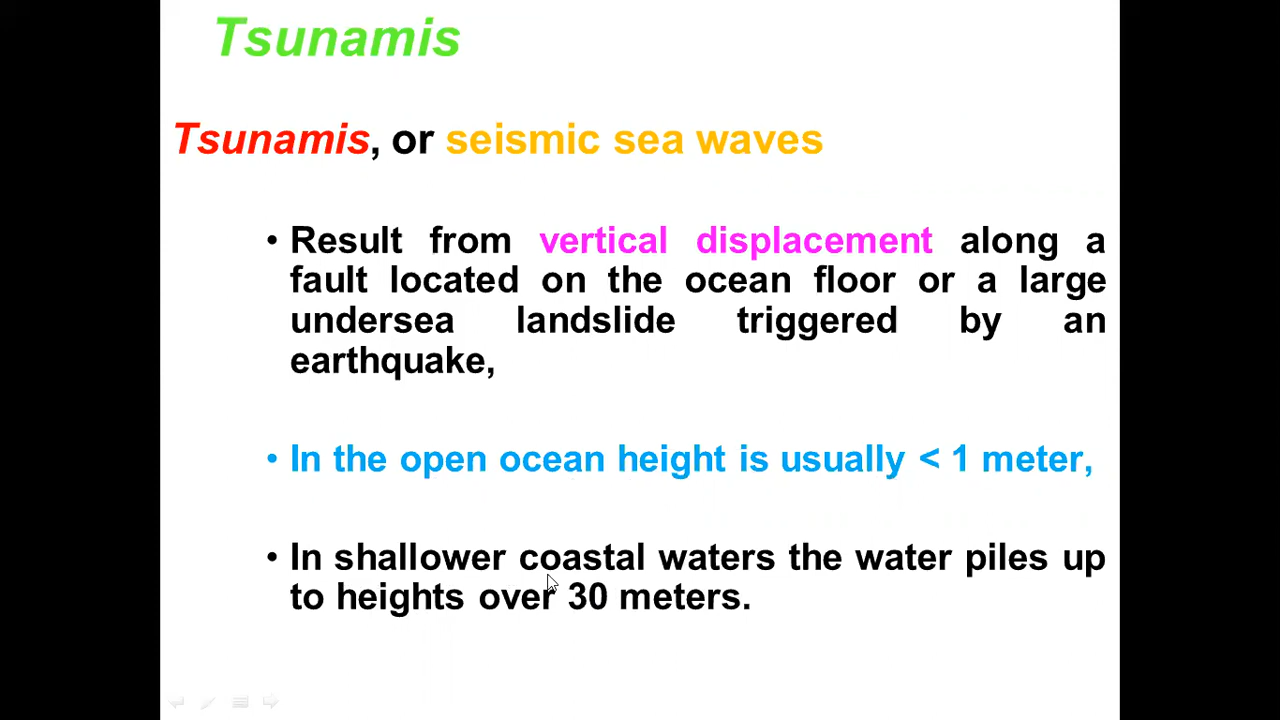 Tsunamis
Tsunamis, or seismic sea waves
• Result from vertical displacement along a
fault located on the ocean floor or a large
undersea landslide triggered by an
earthquake,
• In the open ocean height is usually < 1 meter,
• In shallower coastal waters the water piles up
to heights over 30 meters.